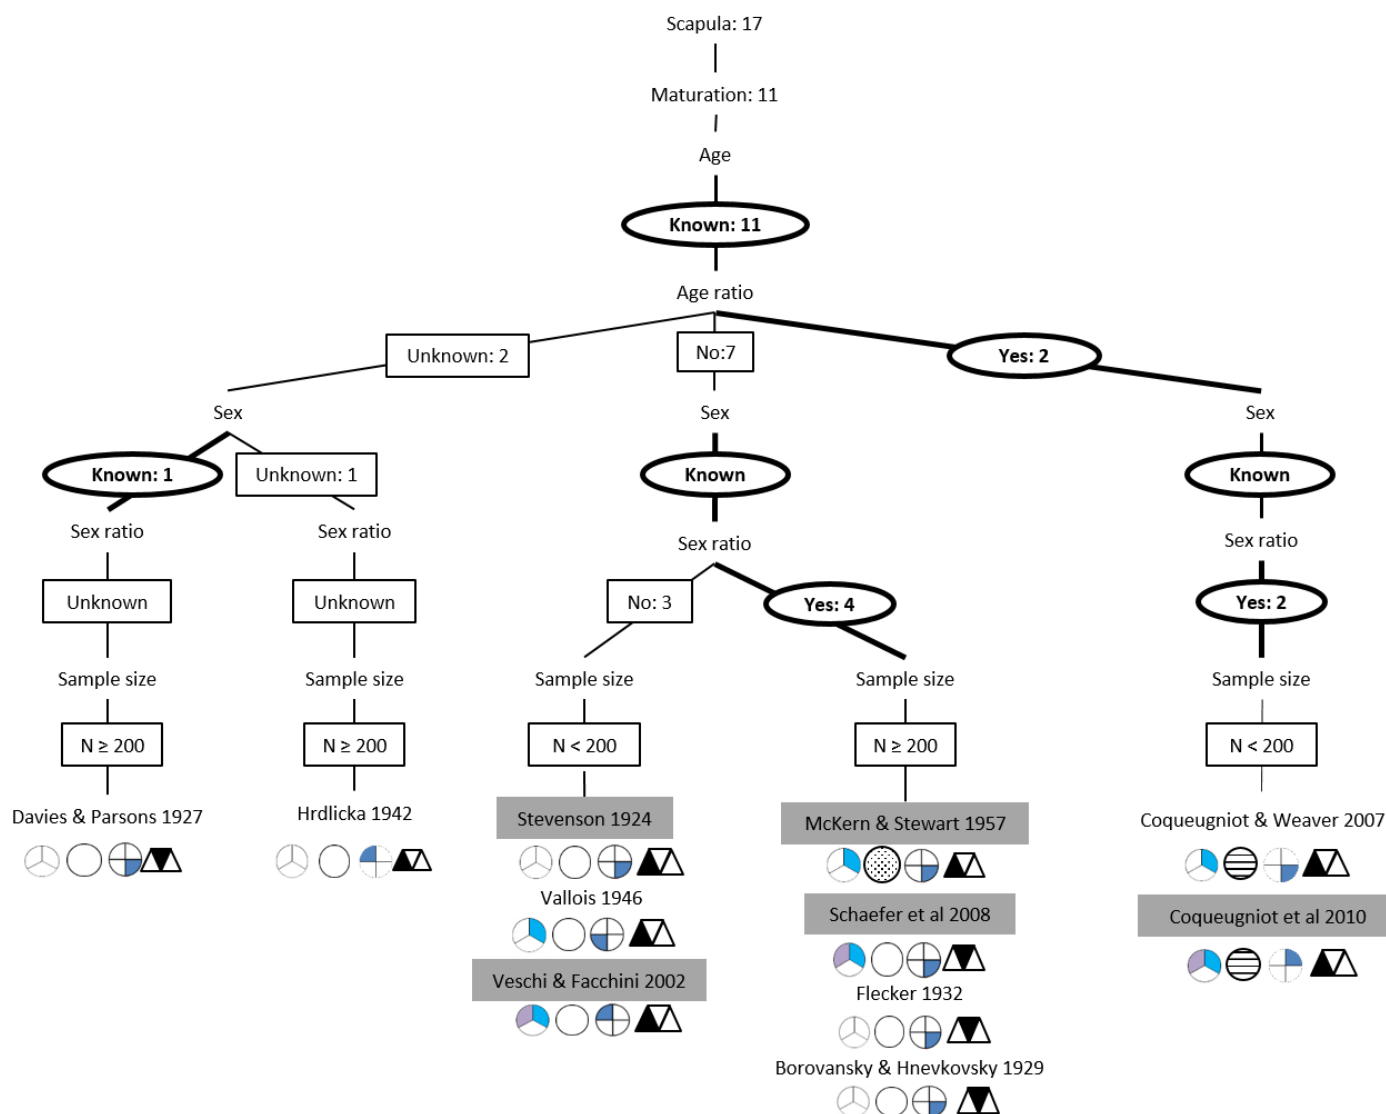 Scapula: 17
Maturation: 11
Age
Known: 11
Age ratio
Unknown: 2
No:7
Yes: 2
Sex
Sex
Sex
Known: 1
Unknown: 1
Known
Known
Sex ratio
Sex ratio
Sex ratio
Sex ratio
Unknown
Unknown
No: 3
Yes: 4
Yes: 2
Sample size
Sample size
Sample size
Sample size
Sample size
N ≥ 200
N ≥ 200
N < 200
N ≥ 200
N < 200
Davies & Parsons 1927
Hrdlicka 1942
Stevenson 1924
McKern & Stewart 1957
Coqueugniot & Weaver 2007
Vallois 1946
Schaefer et al 2008
Coqueugniot et al 2010
Veschi & Facchini 2002
Flecker 1932
Borovansky & Hnevkovsky 1929